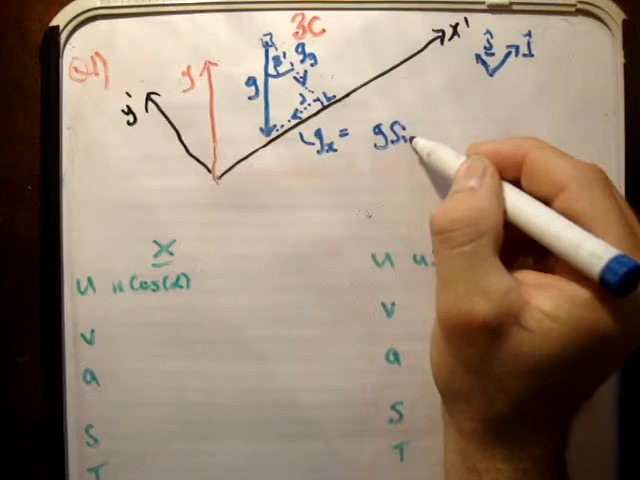 3C
Q1)
y'
y
g
g
x'
j
i
gx = gSi
x
u u Cos(α)
v
a
s
T
u u
v
a
s
T